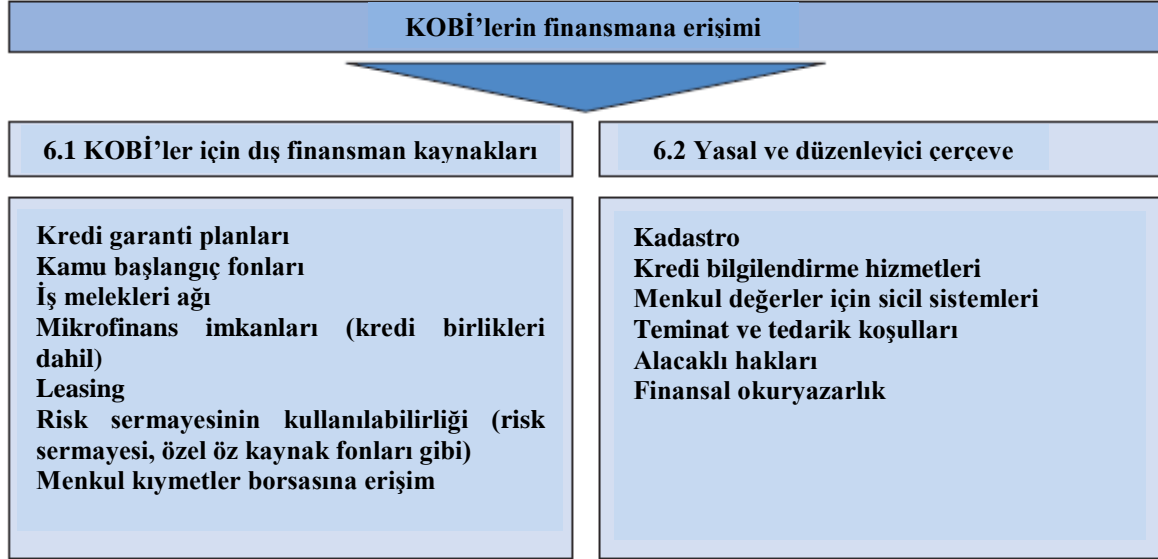 KOBİ’lerin finansmana erişimi
6.1 KOBİ’ler için dış finansman kaynakları
6.2 Yasal ve düzenleyici çerçeve
Kredi garanti planları
Kamu başlangıç fonları
İş melekleri ağı
Mikrofinans imkanları (kredi birlikleri
dahil)
Leasing
Risk sermayesinin kullanılabilirliği (risk
sermayesi, özel öz kaynak fonları gibi)
Menkul kıymetler borsasına erişim
Kadastro
Kredi bilgilendirme hizmetleri
Menkul değerler için sicil sistemleri
Teminat ve tedarik koşulları
Alacaklı hakları
Finansal okuryazarlık